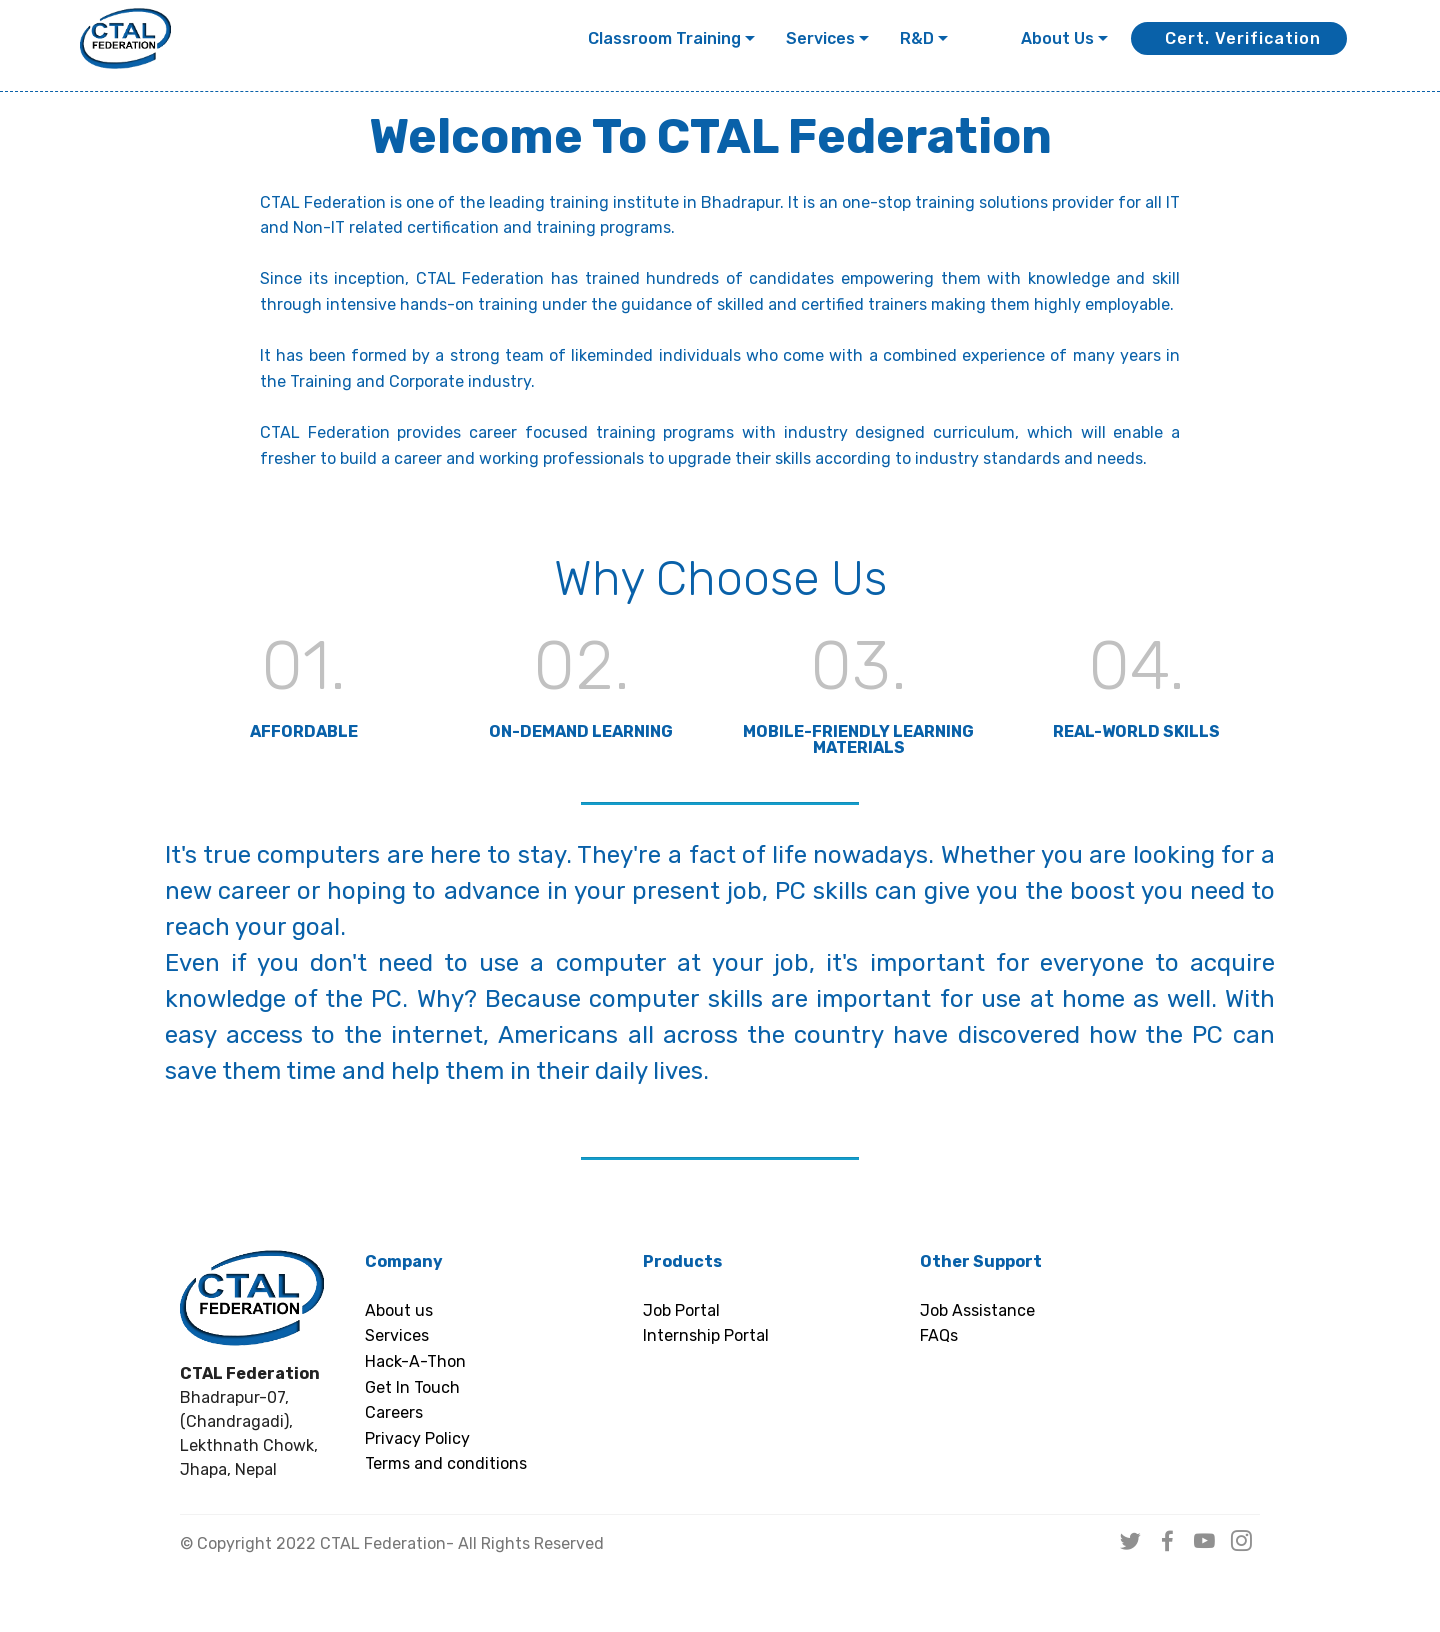 CTAL
FEDERATION
Classroom Training Services R&D About Us Cert. Verification
Welcome To CTAL Federation
CTAL Federation is one of the leading training institute in Bhadrapur. It is an one-stop training solutions provider for all IT
and Non-IT related certification and training programs.
Since its inception, CTAL Federation has trained hundreds of candidates empowering them with knowledge and skill
through intensive hands-on training under the guidance of skilled and certified trainers making them highly employable.
It has been formed by a strong team of likeminded individuals who come with a combined experience of many years in
the Training and Corporate industry.
CTAL Federation provides career focused training programs with industry designed curriculum, which will enable a
fresher to build a career and working professionals to upgrade their skills according to industry standards and needs.
Why Choose Us
01.
AFFORDABLE
02.
ON-DEMAND LEARNING
03.
MOBILE-FRIENDLY LEARNING
MATERIALS
04.
REAL-WORLD SKILLS
It's true computers are here to stay. They're a fact of life nowadays. Whether you are looking for a
new career or hoping to advance in your present job, PC skills can give you the boost you need to
reach your goal.
Even if you don't need to use a computer at your job, it's important for everyone to acquire
knowledge of the PC. Why? Because computer skills are important for use at home as well. With
easy access to the internet, Americans all across the country have discovered how the PC can
save them time and help them in their daily lives.
CTAL
FEDERATION
CTAL Federation
Bhadrapur-07,
(Chandragadi),
Lekthnath Chowk,
Jhapa, Nepal
Company
About us
Services
Hack-A-Thon
Get In Touch
Careers
Privacy Policy
Terms and conditions
Products
Job Portal
Internship Portal
Other Support
Job Assistance
FAQs
© Copyright 2022 CTAL Federation- All Rights Reserved